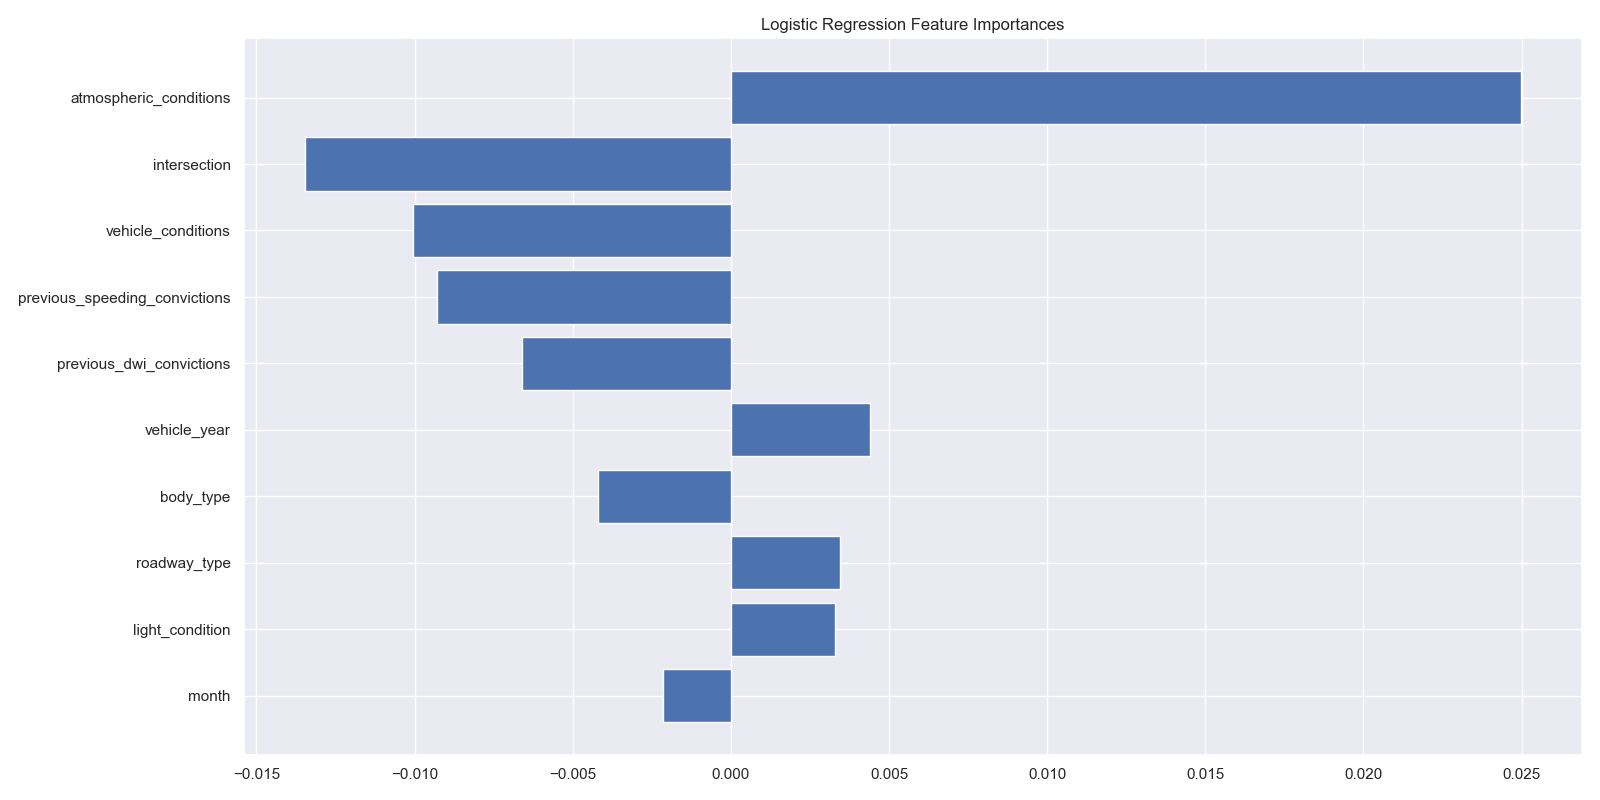 Logistic Regression Feature Importances
atmospheric_conditions
intersection
vehicle_conditions
previous_speeding_convictions
previous_dwi_convictions
vehicle_year
body_type
roadway_type
light_condition
month
−0.015 −0.010 −0.005 0.000 0.005 0.010 0.015 0.020 0.025